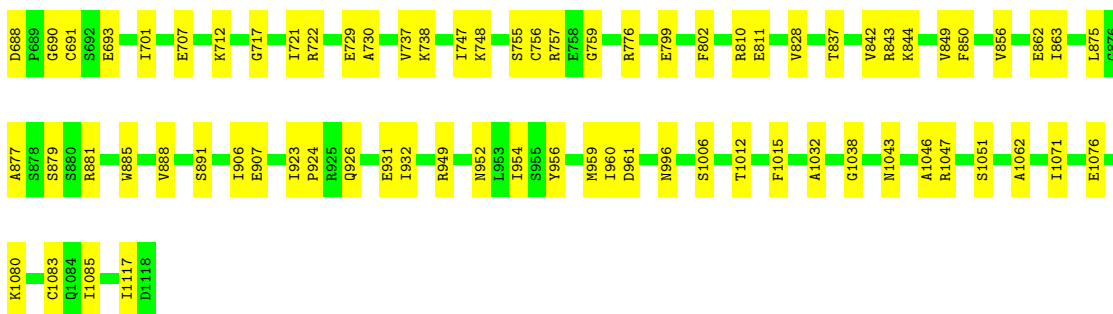 D688 P689 G690 C691 S692 E693 I701 E707 K712 G717 I721 R722 E729 A730 V737 K738 I747 K748 S755 C756 R757 E758 G759 R776 E799 F802 R810 E811 V828 T837 V842 R843 K844 V849 F850 V856 E862 I863 L875 G876
A877 S878 S879 S880 R881 W885 V888 S891 I906 E907 I923 P924 R925 Q926 E931 I932 R949 N952 L953 I954 S955 Y956 M959 I960 D961 N996 S1006 T1012 F1015 A1032 G1038 N1043 A1046 R1047 S1051 A1062 I1071 E1076
K1080 C1083 Q1084 I1085 I1117 D1118